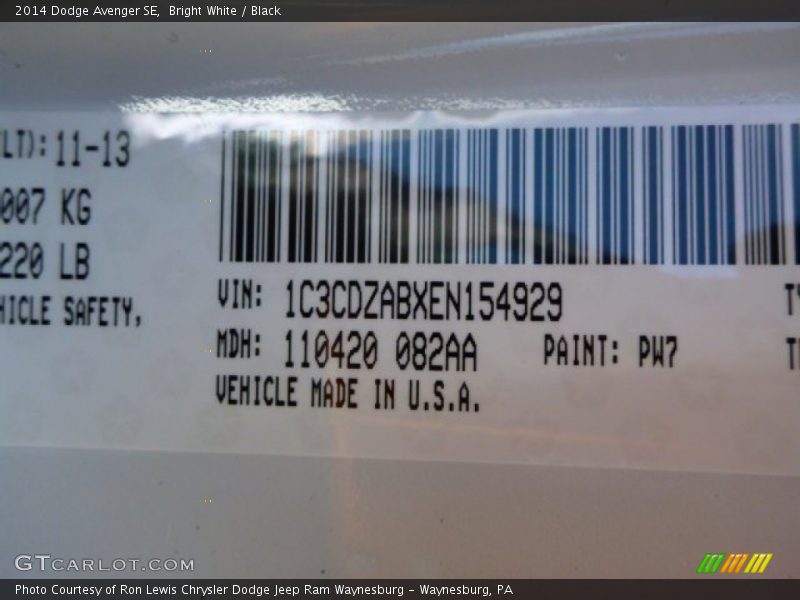 2014 Dodge Avenger SE, Bright White / Black
LT): 11-13
007 KG
220 LB
HICLE SAFETY,
VIN: 1C3CDZABXEN154929
MDH: 110420 082AA PAINT: PW7
VEHICLE MADE IN U.S.A.
GTCARLOT.COM
Photo Courtesy of Ron Lewis Chrysler Dodge Jeep Ram Waynesburg - Waynesburg, PA